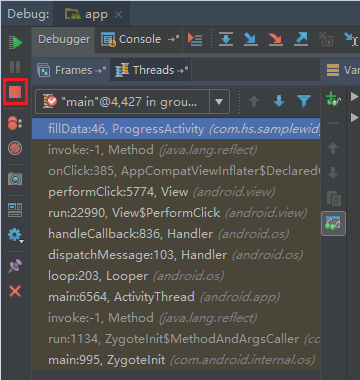 Debug: app
Debugger Console
Frames Threads Var
"main"@4,427 in grou...
fillData:46, ProgressActivity (com.hs.samplewid
invoke:-1, Method (java.lang.reflect)
onClick:385, AppCompatViewInflater$DeclaredO
performClick:5774, View (android.view)
run:22990, View$PerformClick (android.view)
handleCallback:836, Handler (android.os)
dispatchMessage:103, Handler (android.os)
loop:203, Looper (android.os)
main:6564, ActivityThread (android.app)
invoke:-1, Method (java.lang.reflect)
run:1134, ZygoteInit$MethodAndArgsCaller (co
main:995, ZygoteInit (com.android.internal.os)